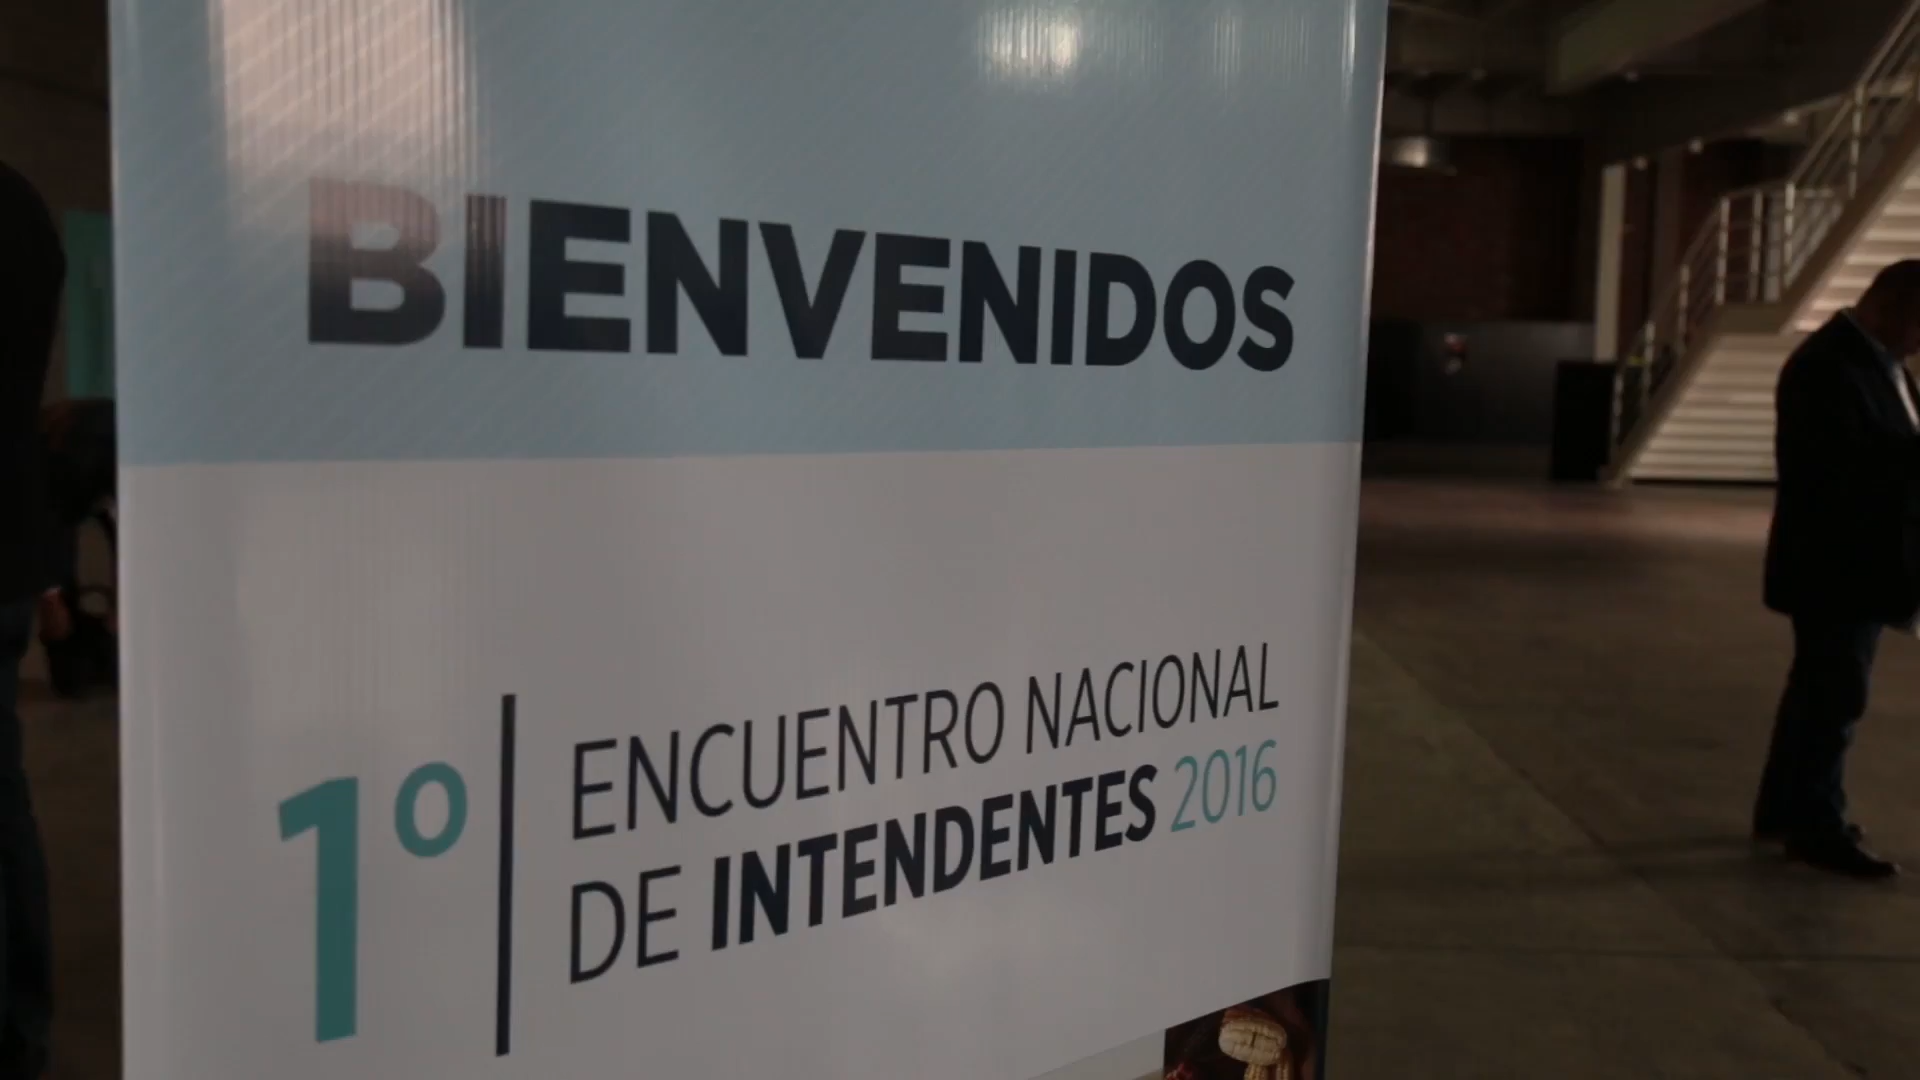 BIENVENIDOS
1º
ENCUENTRO NACIONAL
DE INTENDENTES 2016